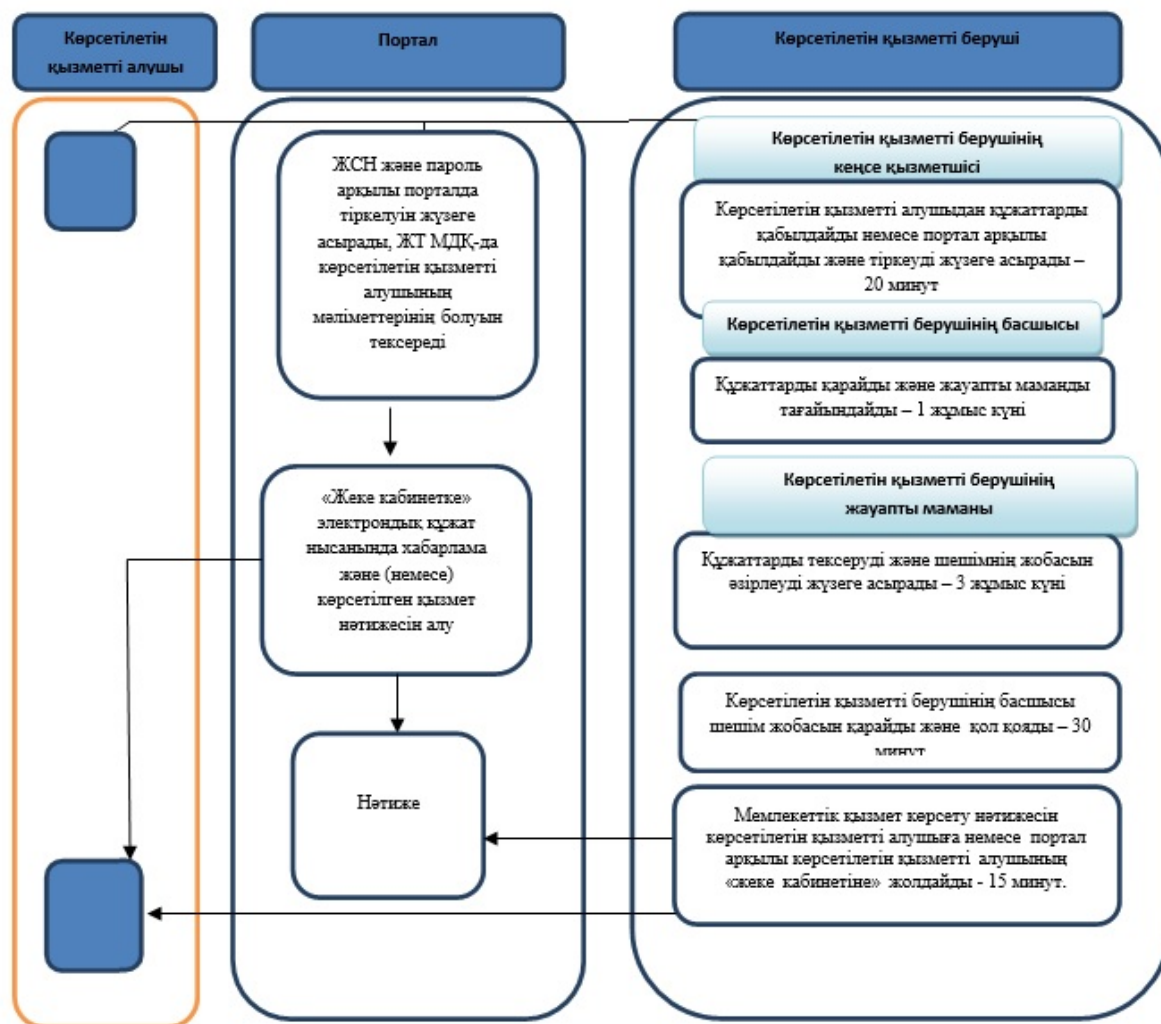 Көрсетілетін
қызметті алушы
Портал
Көрсетілетін қызметті беруші
ЖСН және пароль
арқылы порталда
тіркелуін жүзеге
асырады, ЖТ МДҚ-да
көрсетілетін қызметті
алушының
мәліметтерінің болуын
тексереді
«Жеке кабинетке»
электрондық құжат
нысанында хабарлама
және (немесе)
көрсетілген қызмет
нәтижесін алу
Нәтиже
Көрсетілетін қызметті берушінің
кеңсе қызметшісі
Көрсетілетін қызметті алушыдан құжаттарды
қабылдайды немесе портал арқылы
қабылдайды және тіркеуді жүзеге асырады –
20 минут
Көрсетілетін қызметті берушінің басшысы
Құжаттарды қарайды және жауапты маманды
тағайындайды – 1 жұмыс күні
Көрсетілетін қызметті берушінің
жауапты маманы
Құжаттарды тексеруді және шешімнің жобасын
әзірлеуді жүзеге асырады – 3 жұмыс күні
Көрсетілетін қызметті берушінің басшысы
шешім жобасын қарайды және қол қояды – 30
минут
Мемлекеттік қызмет көрсету нәтижесін
көрсетілетін қызметті алушыға немесе портал
арқылы көрсетілетін қызметті алушының
«жеке кабинетіне» жолдайды - 15 минут.